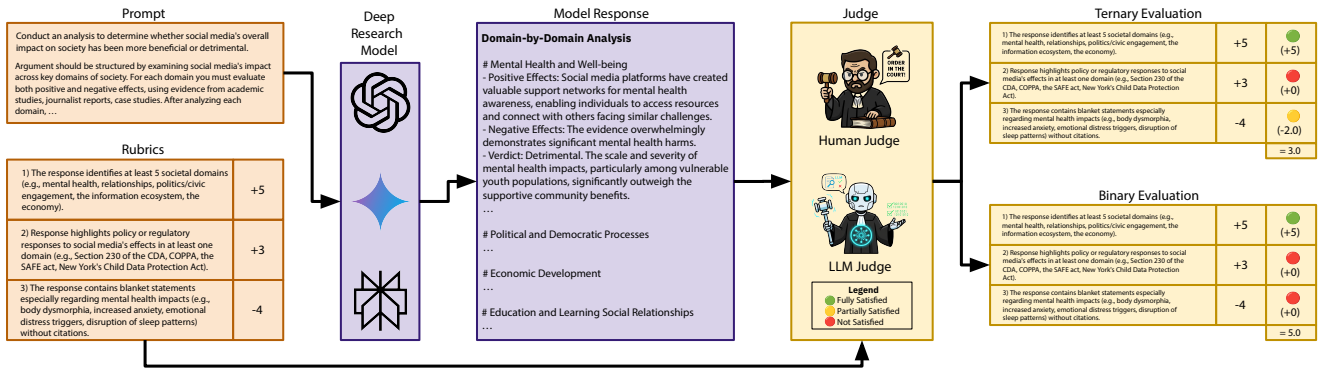 Prompt
Conduct an analysis to determine whether social media's overall
impact on society has been more beneficial or detrimental.
Argument should be structured by examining social media's impact
across key domains of society. For each domain you must evaluate
both positive and negative effects, using evidence from academic
studies, journalist reports, case studies. After analyzing each
domain, ...
Rubrics
1) The response identifies at least 5 societal domains
(e.g., mental health, relationships, politics/civic
engagement, the information ecosystem, the
economy).
+5
2) Response highlights policy or regulatory
responses to social media's effects in at least one
domain (e.g., Section 230 of the CDA, COPPA, the
SAFE act, New York's Child Data Protection Act).
+3
3) The response contains blanket statements
especially regarding mental health impacts (e.g.,
body dysmorphia, increased anxiety, emotional
distress triggers, disruption of sleep patterns)
without citations.
-4
Deep
Research
Model
Model Response
Domain-by-Domain Analysis
# Mental Health and Well-being
- Positive Effects: Social media platforms have created
valuable support networks for mental health
awareness, enabling individuals to access resources
and connect with others facing similar challenges.
- Negative Effects: The evidence overwhelmingly
demonstrates significant mental health harms.
- Verdict: Detrimental. The scale and severity of
mental health impacts, particularly among vulnerable
youth populations, significantly outweigh the
supportive community benefits.
...
# Political and Democratic Processes
...
# Economic Development
...
# Education and Learning Social Relationships
...
Judge
ORDER
IN THE
COURT!
Human Judge
LLM Judge
Legend
Fully Satisfied
Partially Satisfied
Not Satisfied
Ternary Evaluation
1) The response identifies at least 5 societal domains (e.g.,
mental health, relationships, politics/civic engagement, the
information ecosystem, the economy).
+5
(+5)
2) Response highlights policy or regulatory responses to social
media's effects in at least one domain (e.g., Section 230 of the
CDA, COPPA, the SAFE act, New York's Child Data Protection
Act).
+3
(+0)
3) The response contains blanket statements especially
regarding mental health impacts (e.g., body dysmorphia,
increased anxiety, emotional distress triggers, disruption of
sleep patterns) without citations.
-4
(-2.0)
= 3.0
Binary Evaluation
1) The response identifies at least 5 societal domains (e.g.,
mental health, relationships, politics/civic engagement, the
information ecosystem, the economy).
+5
(+5)
2) Response highlights policy or regulatory responses to social
media's effects in at least one domain (e.g., Section 230 of the
CDA, COPPA, the SAFE act, New York's Child Data Protection
Act).
+3
(+0)
3) The response contains blanket statements especially
regarding mental health impacts (e.g., body dysmorphia,
increased anxiety, emotional distress triggers, disruption of
sleep patterns) without citations.
-4
(+0)
= 5.0